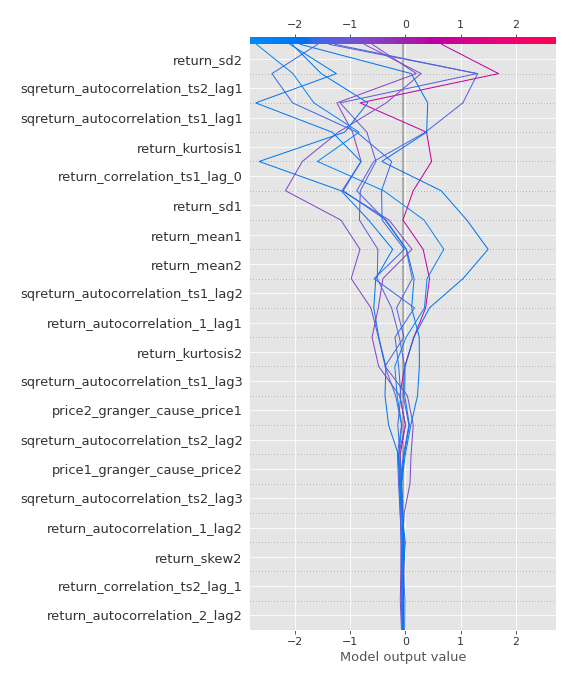 −2 −1 0 1 2
return_sd2
sqreturn_autocorrelation_ts2_lag1
sqreturn_autocorrelation_ts1_lag1
return_kurtosis1
return_correlation_ts1_lag_0
return_sd1
return_mean1
return_mean2
sqreturn_autocorrelation_ts1_lag2
return_autocorrelation_1_lag1
return_kurtosis2
sqreturn_autocorrelation_ts1_lag3
price2_granger_cause_price1
sqreturn_autocorrelation_ts2_lag2
price1_granger_cause_price2
sqreturn_autocorrelation_ts2_lag3
return_autocorrelation_1_lag2
return_skew2
return_correlation_ts2_lag_1
return_autocorrelation_2_lag2
−2 −1 0 1 2
Model output value